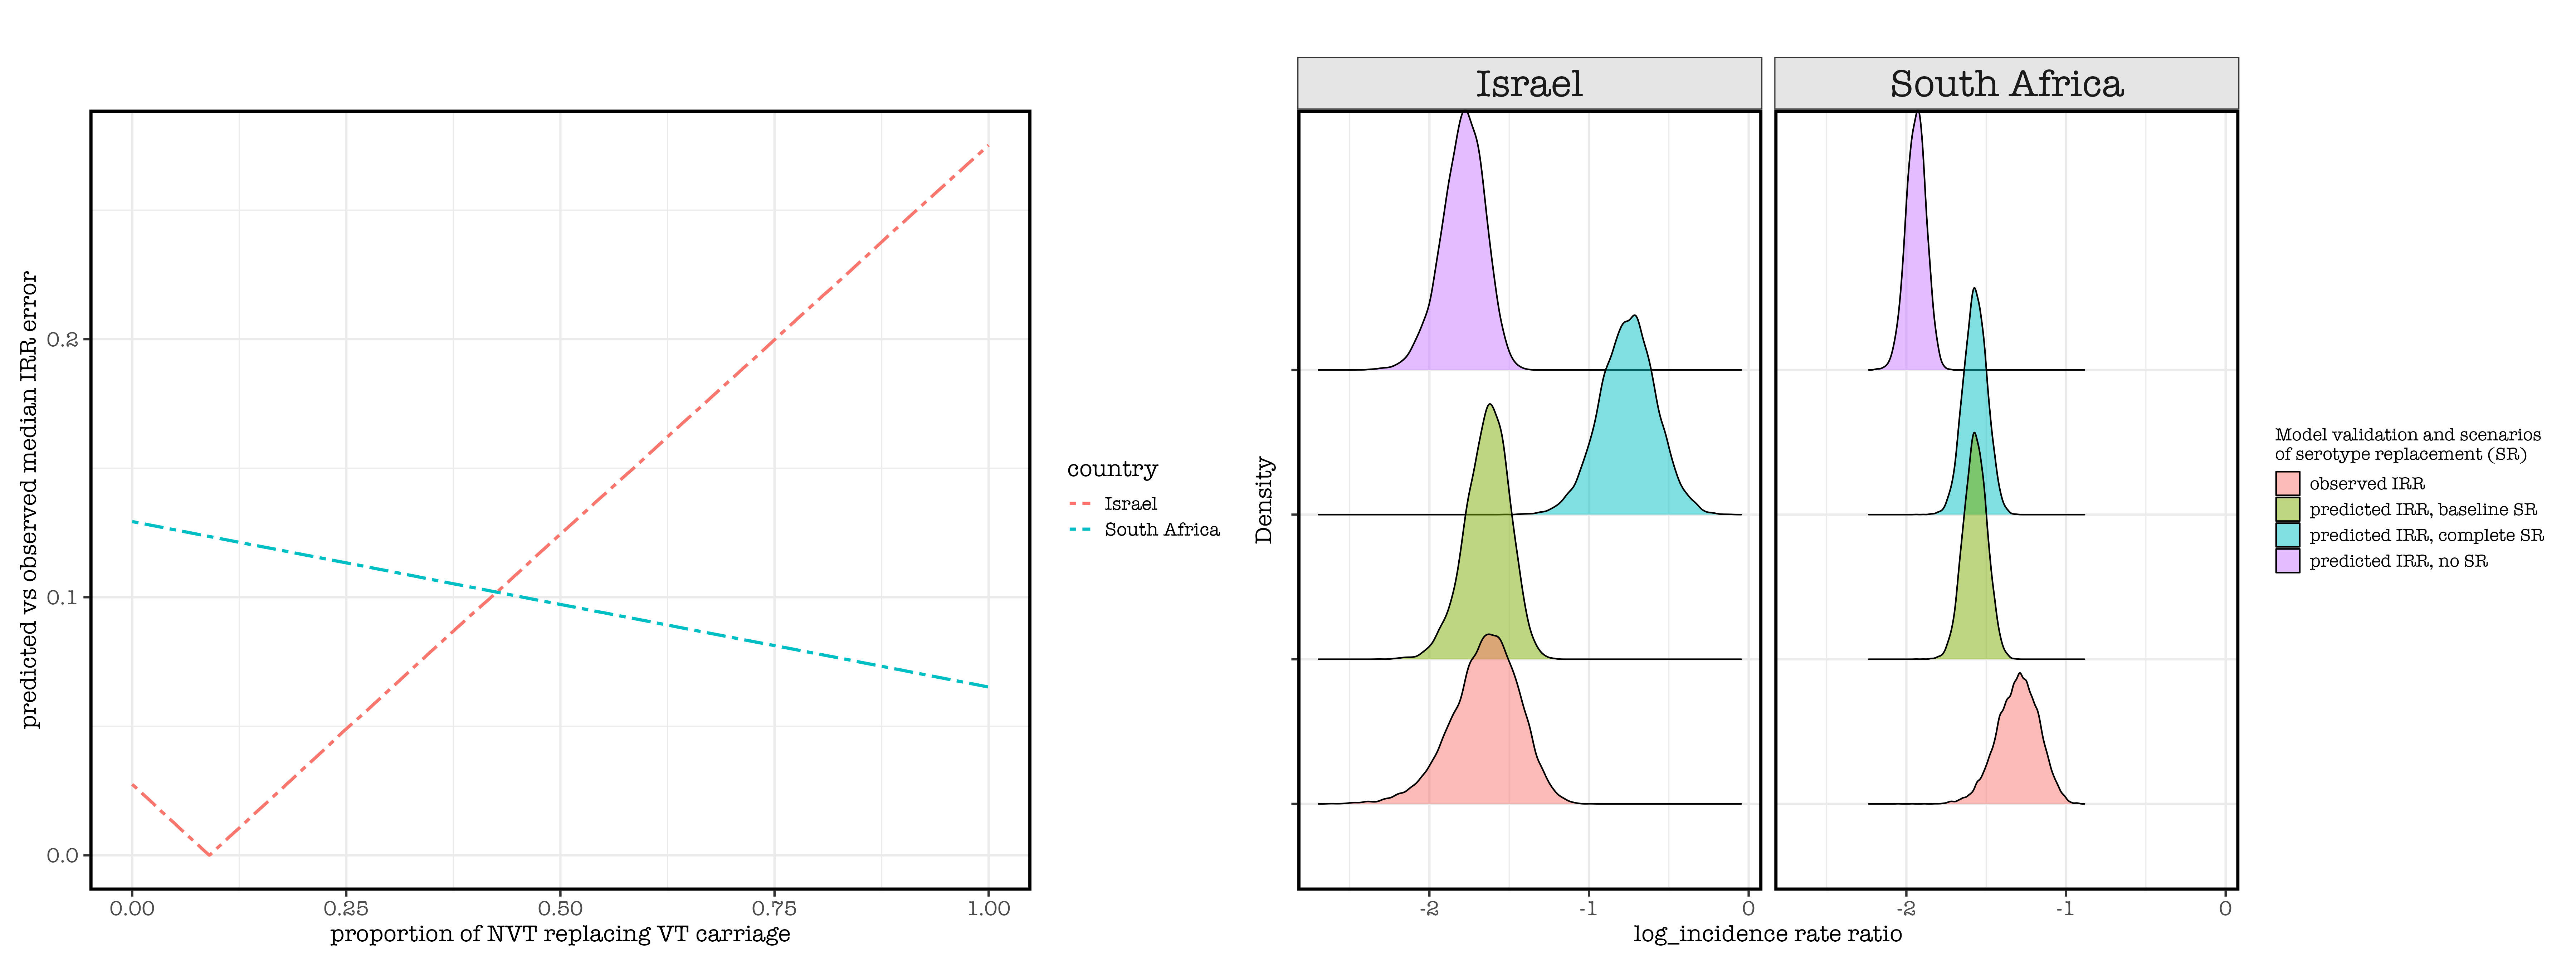 predicted vs observed median IRR error
0.2
0.1
0.0
0.00
0.25
0.50
0.75
1.00
proportion of NVT replacing VT carriage
country
Israel
South Africa
Density
Israel
South Africa
-2
-1
0
-2
-1
0
log_incidence rate ratio
Model validation and scenarios
of serotype replacement (SR)
observed IRR
predicted IRR, baseline SR
predicted IRR, complete SR
predicted IRR, no SR